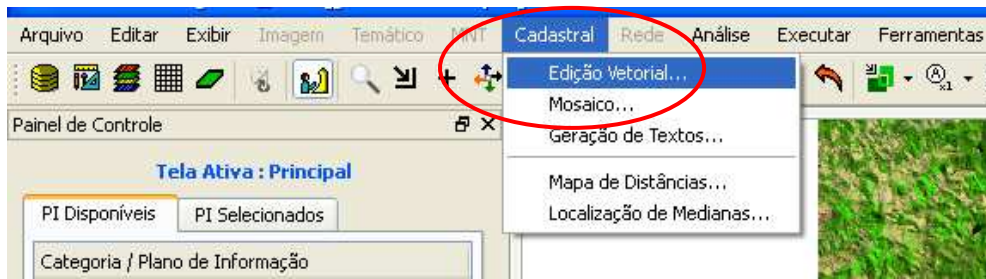 Arquivo Editar Exibir Imagem Temático MNT Cadastral Rede Análise Executar Ferramentas
Edição Vetorial...
Mosaico...
Geração de Textos...
Mapa de Distâncias...
Localização de Medianas...
Painel de Controle
Tela Ativa : Principal
PI Disponíveis PI Selecionados
Categoria / Plano de Informação